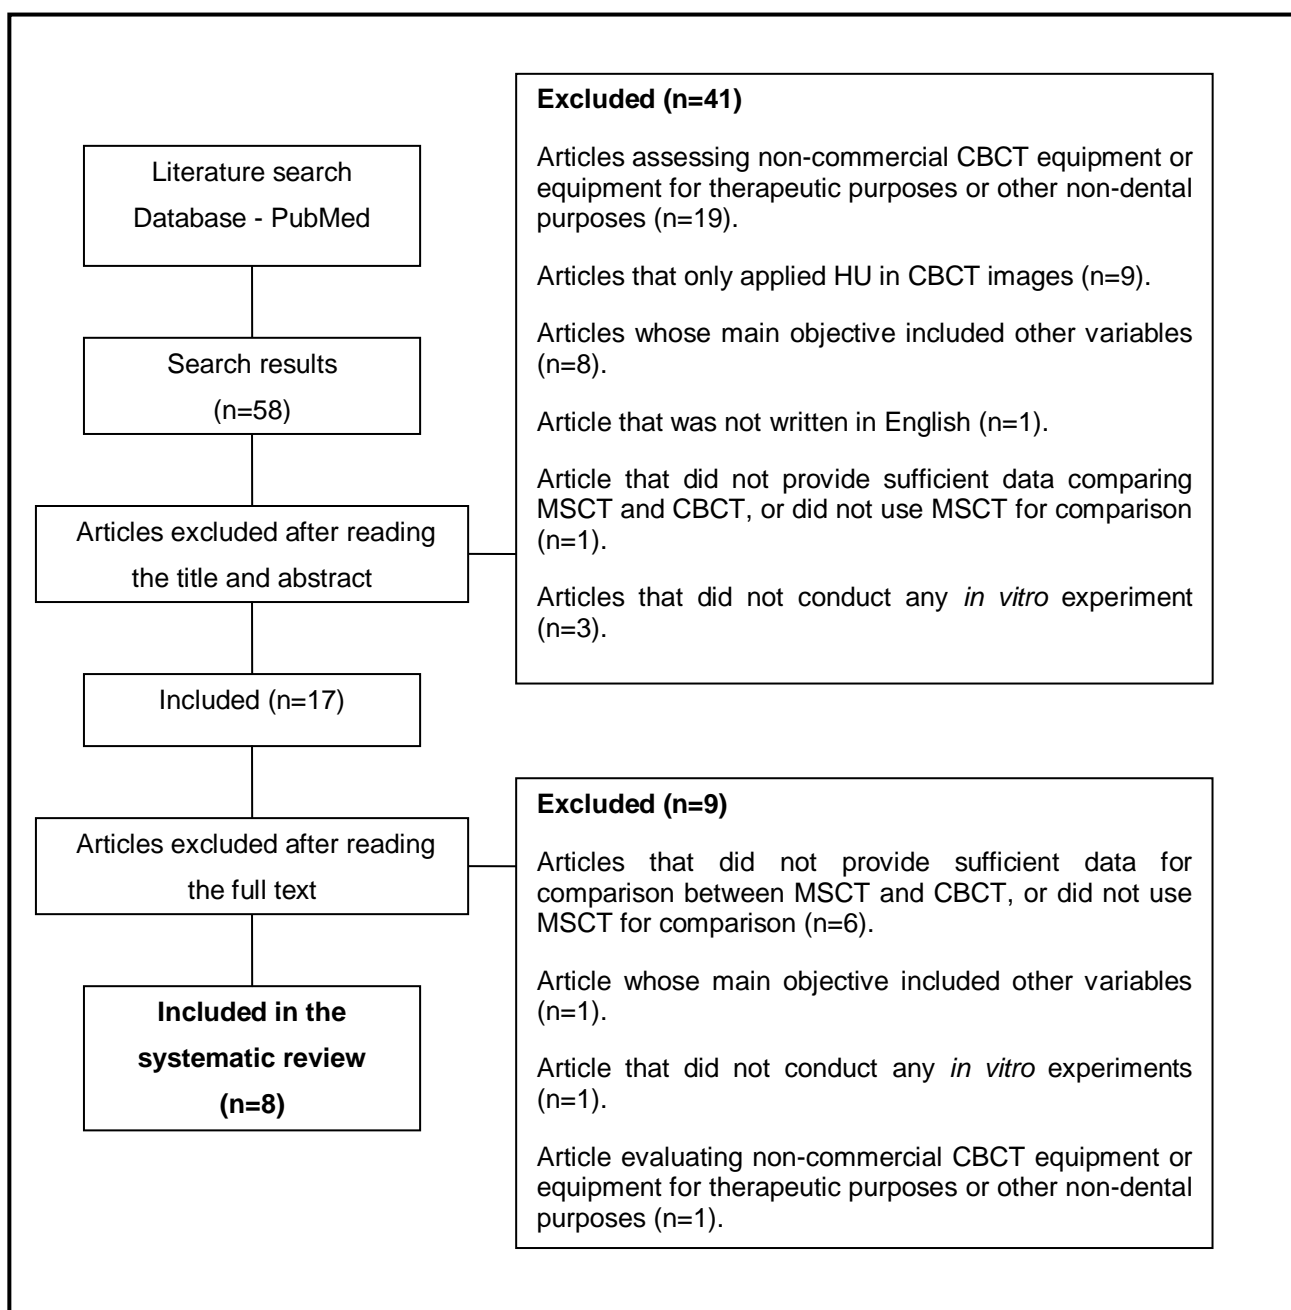 Literature search
Database - PubMed
Search results
(n=58)
Articles excluded after reading
the title and abstract
Excluded (n=41)
Articles assessing non-commercial CBCT equipment or
equipment for therapeutic purposes or other non-dental
purposes (n=19).
Articles that only applied HU in CBCT images (n=9).
Articles whose main objective included other variables
(n=8).
Article that was not written in English (n=1).
Article that did not provide sufficient data comparing
MSCT and CBCT, or did not use MSCT for comparison
(n=1).
Articles that did not conduct any in vitro experiment
(n=3).
Included (n=17)
Articles excluded after reading
the full text
Excluded (n=9)
Articles that did not provide sufficient data for
comparison between MSCT and CBCT, or did not use
MSCT for comparison (n=6).
Article whose main objective included other variables
(n=1).
Article that did not conduct any in vitro experiments
(n=1).
Article evaluating non-commercial CBCT equipment or
equipment for therapeutic purposes or other non-dental
purposes (n=1).
Included in the
systematic review
(n=8)